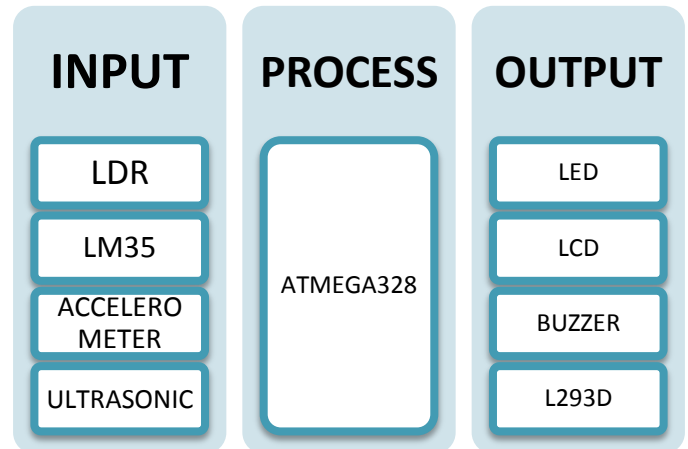 INPUT
LDR
LM35
ACCELERO
METER
ULTRASONIC
PROCESS
ATMEGA328
OUTPUT
LED
LCD
BUZZER
L293D